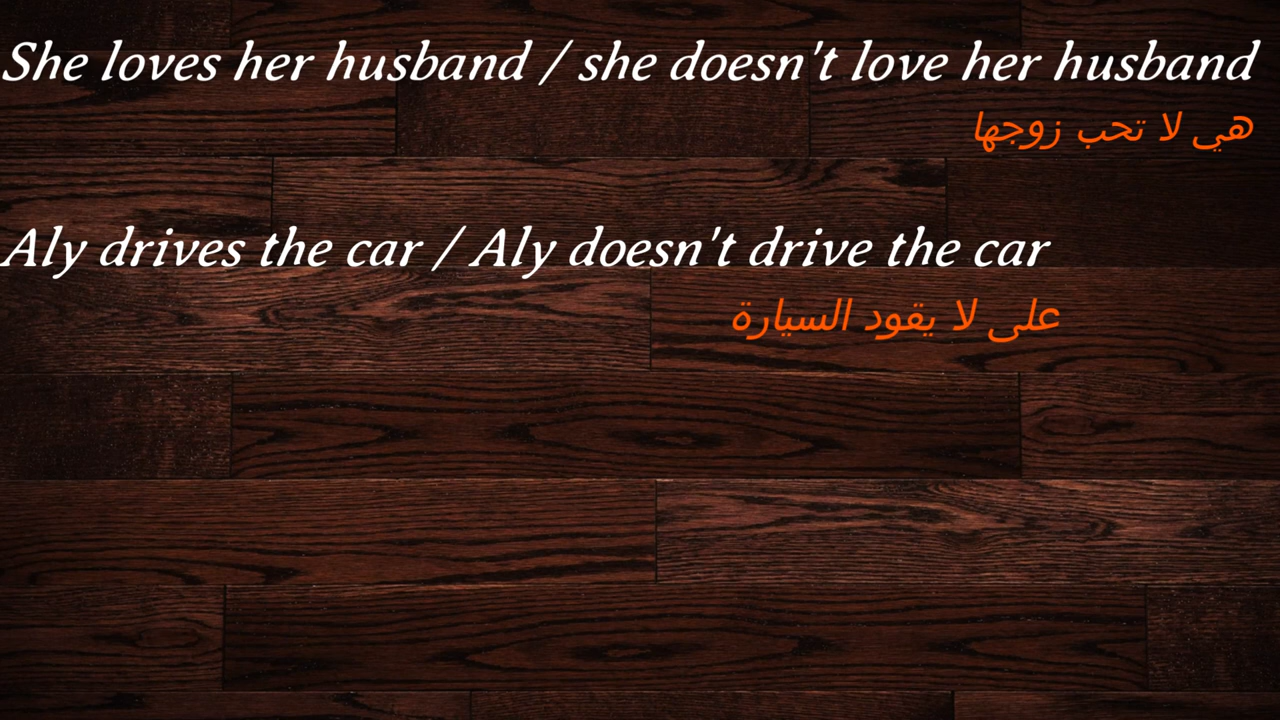 She loves her husband / she doesn't love her husband
هي لا تحب زوجها
Aly drives the car / Aly doesn't drive the car
على لا يقود السيارة